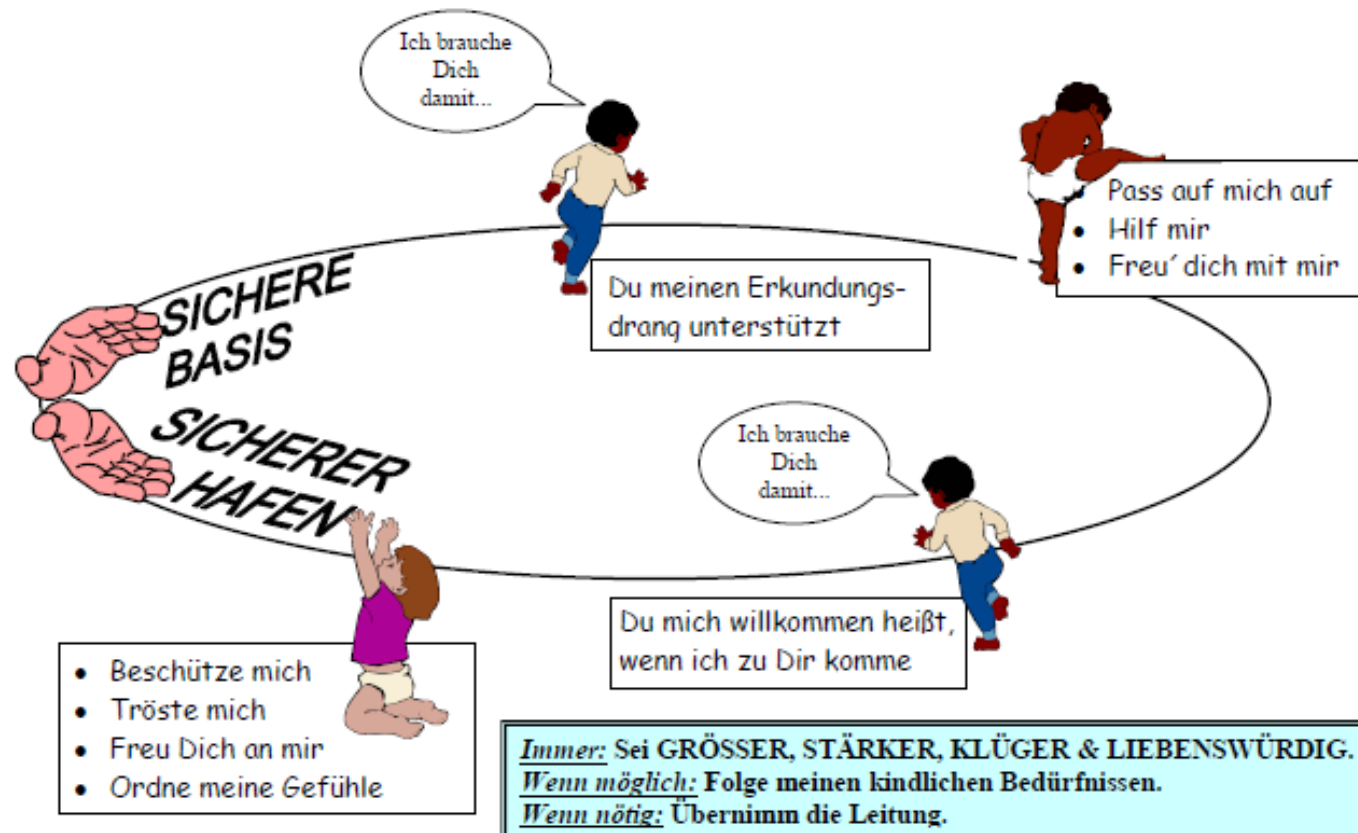 Ich brauche
Dich
damit...
Du meinen Erkundungs-
drang unterstützt
• Pass auf mich auf
• Hilf mir
• Freu´ dich mit mir
SICHERE
BASIS
SICHERER
HAFEN
Ich brauche
Dich
damit...
Du mich willkommen heißt,
wenn ich zu Dir komme
• Beschütze mich
• Tröste mich
• Freu Dich an mir
• Ordne meine Gefühle
Immer: Sei GRÖSSER, STÄRKER, KLÜGER & LIEBENSWÜRDIG.
Wenn möglich: Folge meinen kindlichen Bedürfnissen.
Wenn nötig: Übernimm die Leitung.